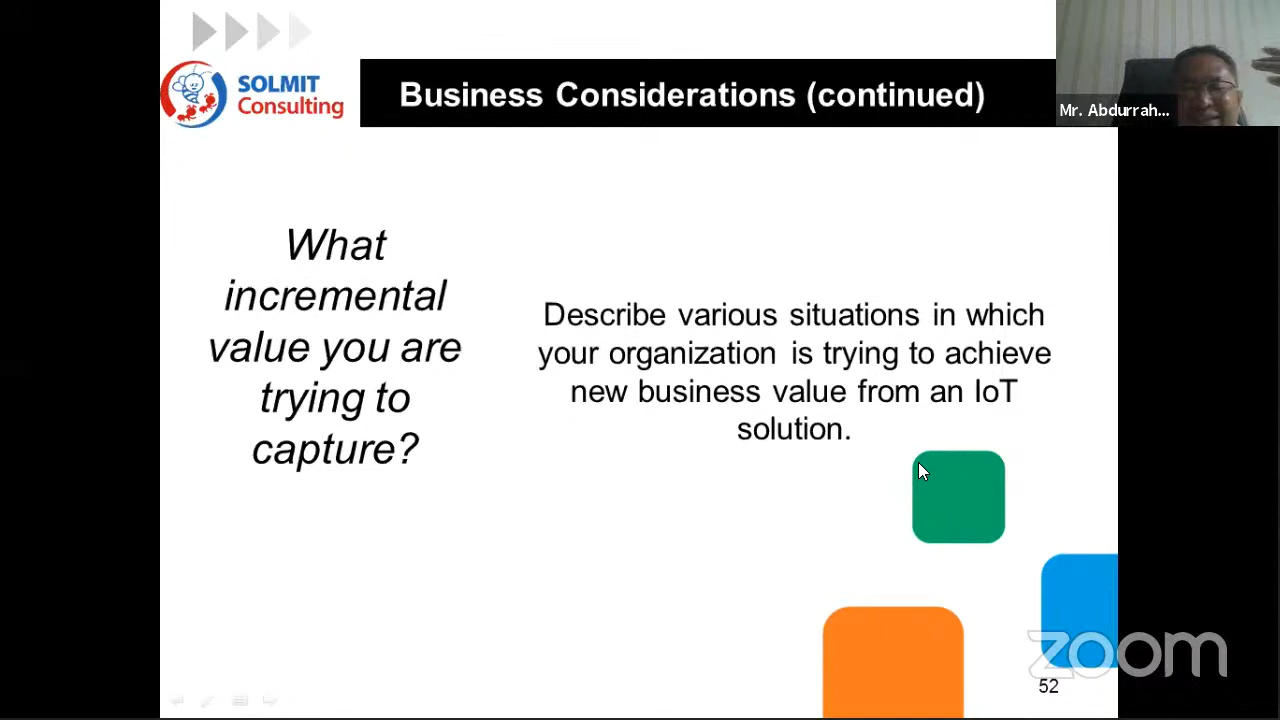 SOLMIT
Consulting
Business Considerations (continued)
Mr. Abdurrah...
What
incremental
value you are
trying to
capture?
Describe various situations in which
your organization is trying to achieve
new business value from an IoT
solution.
zoom
52